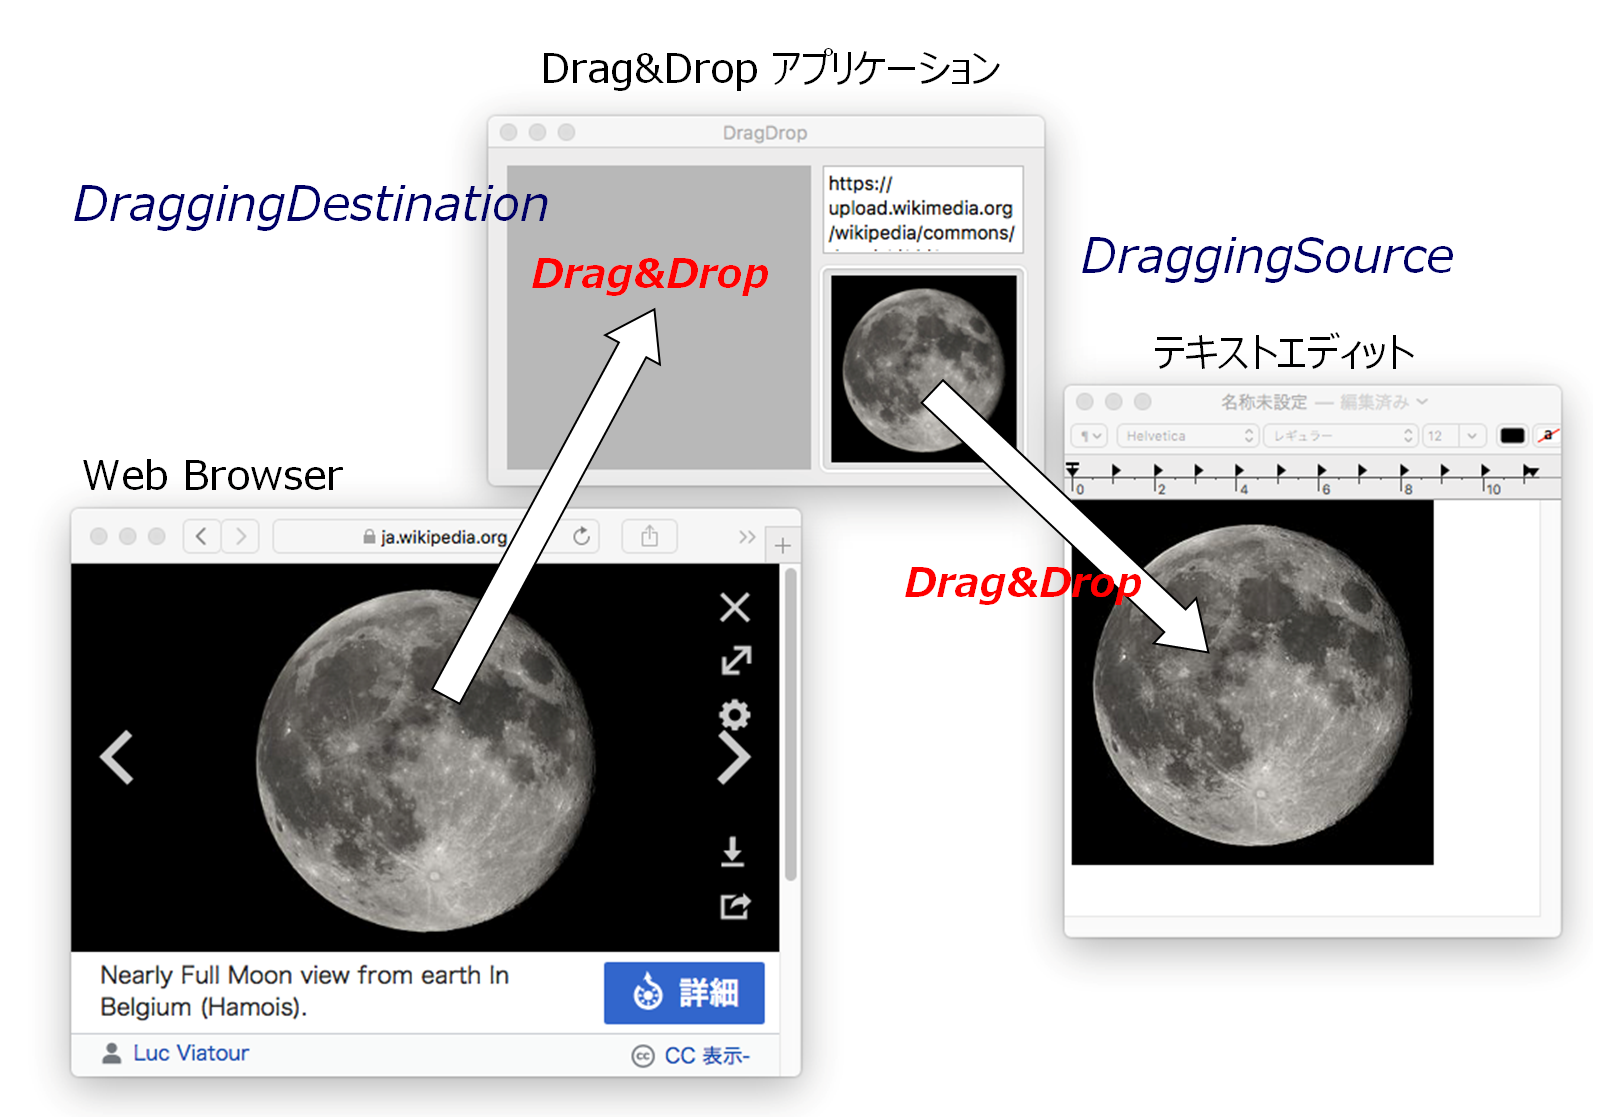 Drag&Drop アプリケーション
DragDrop
DraggingDestination
https://
upload.wikimedia.org
/wikipedia/commons/
Drag&Drop
DraggingSource
テキストエディット
名称未設定 — 編集済み
¶ Helvetica レギュラー 12 a
0 2 4 6 8 10
Web Browser
ja.wikipedia.org
Drag&Drop
Nearly Full Moon view from earth In
Belgium (Hamois).
詳細
Luc Viatour
cc CC 表示-